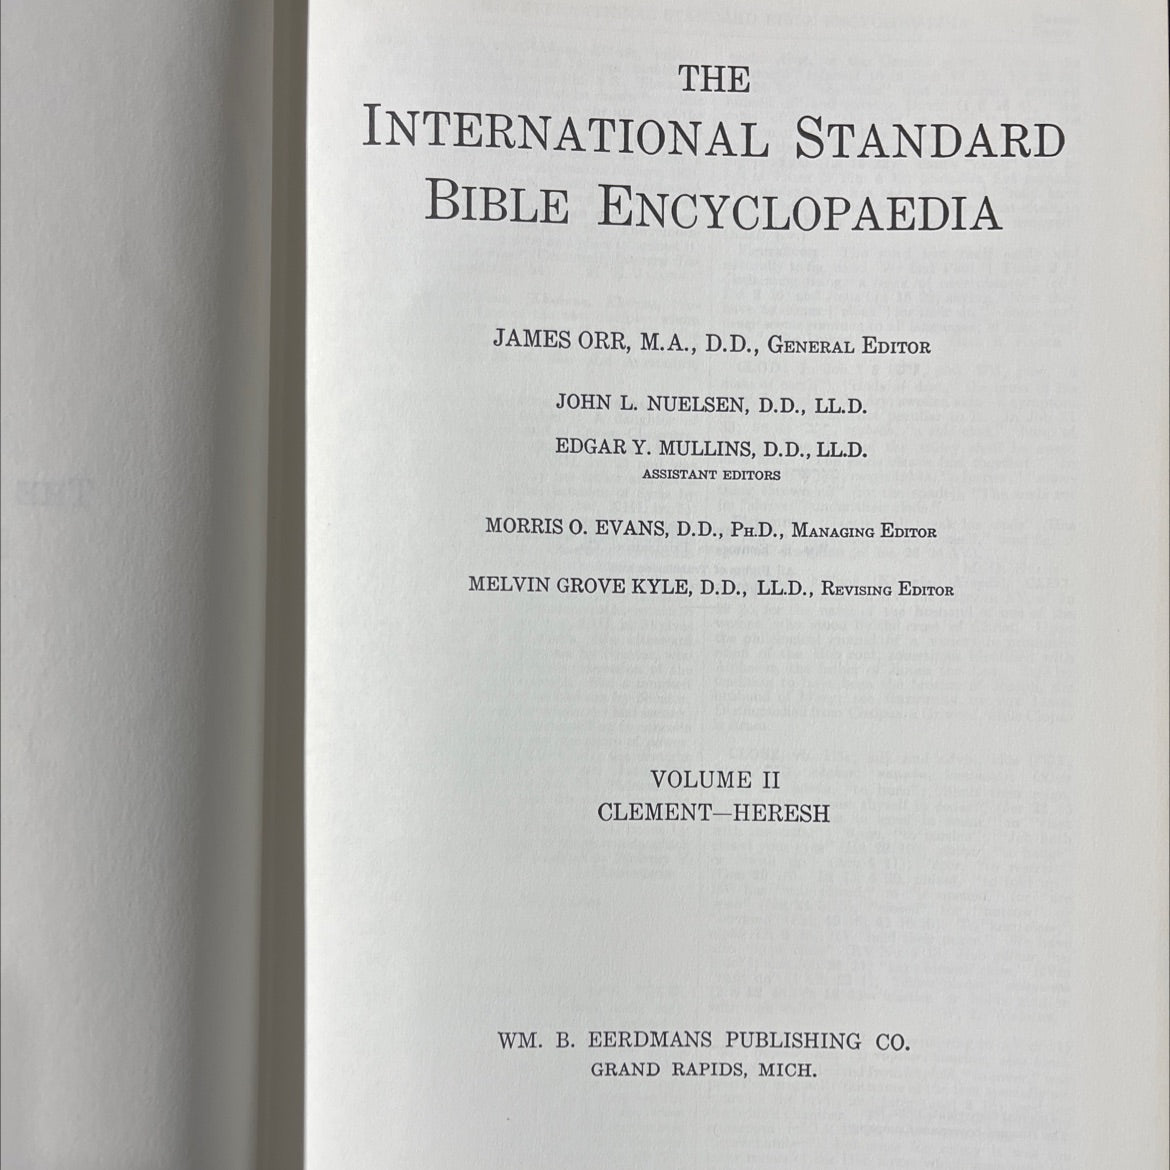 THE
INTERNATIONAL STANDARD
BIBLE ENCYCLOPAEDIA
JAMES ORR, M.A., D.D., GENERAL EDITOR
JOHN L. NUELSEN, D.D., LL.D.
EDGAR Y. MULLINS, D.D., LL.D.
ASSISTANT EDITORS
MORRIS O. EVANS, D.D., PH.D., MANAGING EDITOR
MELVIN GROVE KYLE, D.D., LL.D., REVISING EDITOR
VOLUME II
CLEMENT—HERESH
WM. B. EERDMANS PUBLISHING CO.
GRAND RAPIDS, MICH.